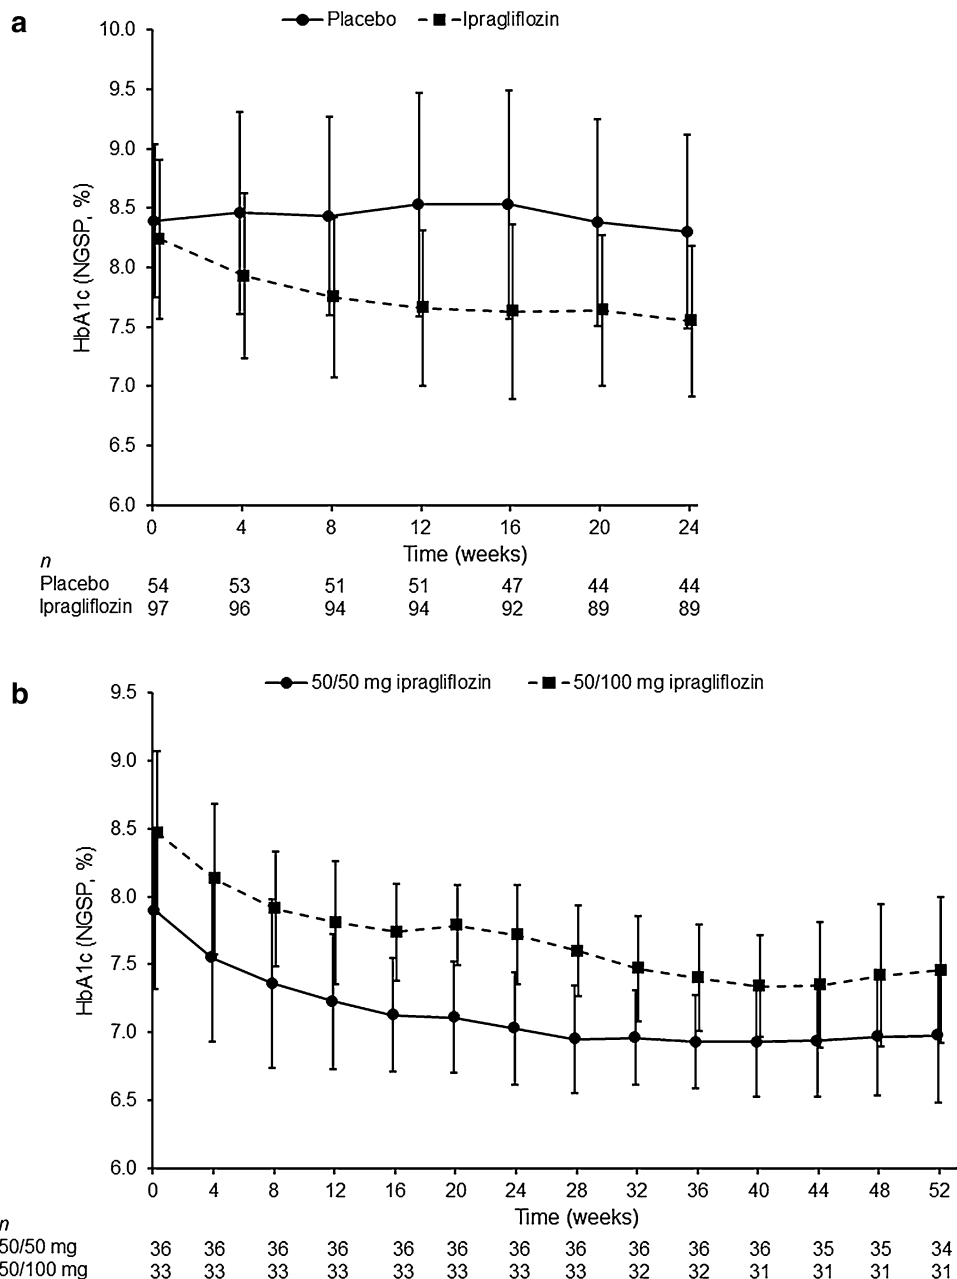 a
Placebo Ipragliflozin
10.0
9.5
9.0
8.5
8.0
7.5
7.0
6.5
6.0
HbA1c (NGSP, %)
0 4 8 12 16 20 24
Time (weeks)
n
Placebo 54 53 51 51 47 44 44
Ipragliflozin 97 96 94 94 92 89 89
b
50/50 mg ipragliflozin 50/100 mg ipragliflozin
9.5
9.0
8.5
8.0
7.5
7.0
6.5
6.0
HbA1c (NGSP, %)
0 4 8 12 16 20 24 28 32 36 40 44 48 52
Time (weeks)
n
50/50 mg 36 36 36 36 36 36 36 36 36 36 36 35 35 34
50/100 mg 33 33 33 33 33 33 33 33 32 32 31 31 31 31